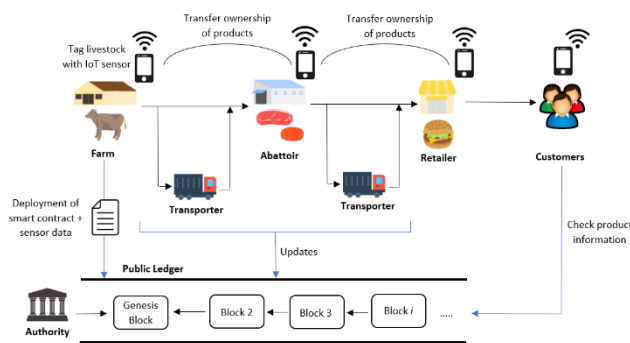 Transfer ownership
of products
Transfer ownership
of products
Tag livestock
with IoT sensor
Farm
Abattoir
Retailer
Customers
Transporter
Transporter
Deployment of
smart contract +
sensor data
Updates
Check product
information
Public Ledger
Genesis
Block
Block 2
Block 3
Block i
.....
Authority